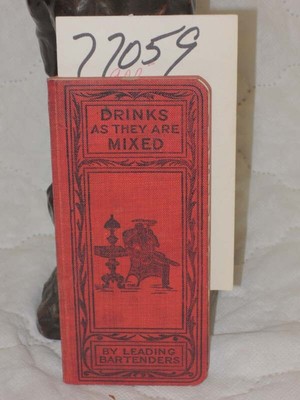 77059
DRINKS
AS THEY ARE
MIXED
BY LEADING
BARTENDERS